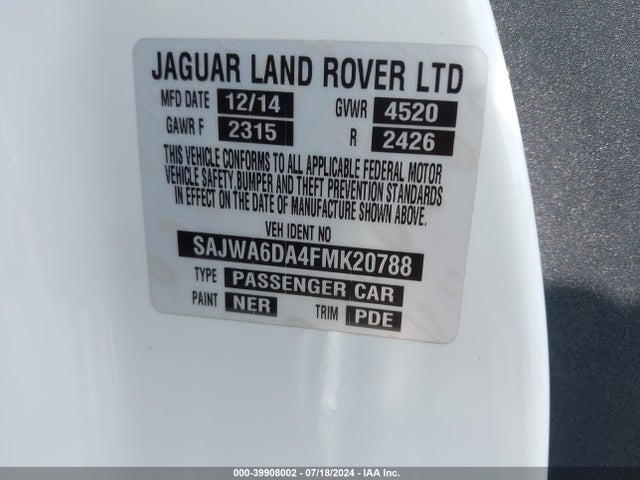 JAGUAR LAND ROVER LTD
MFD DATE 12/14 GVWR 4520
GAWR F 2315 R 2426
THIS VEHICLE CONFORMS TO ALL APPLICABLE FEDERAL MOTOR
VEHICLE SAFETY, BUMPER AND THEFT PREVENTION STANDARDS
IN EFFECT ON THE DATE OF MANUFACTURE SHOWN ABOVE.
VEH IDENT NO
SAJWA6DA4FMK20788
TYPE PASSENGER CAR
PAINT NER TRIM PDE
000-39908002 - 07/18/2024 - IAA Inc.